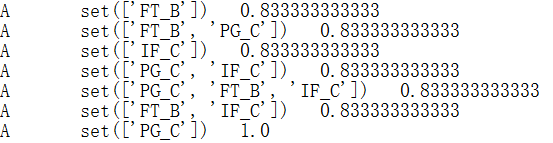 A set(['FT_B']) 0.833333333333
A set(['FT_B', 'PG_C']) 0.833333333333
A set(['IF_C']) 0.833333333333
A set(['PG_C', 'IF_C']) 0.833333333333
A set(['PG_C', 'FT_B', 'IF_C']) 0.833333333333
A set(['FT_B', 'IF_C']) 0.833333333333
A set(['PG_C']) 1.0